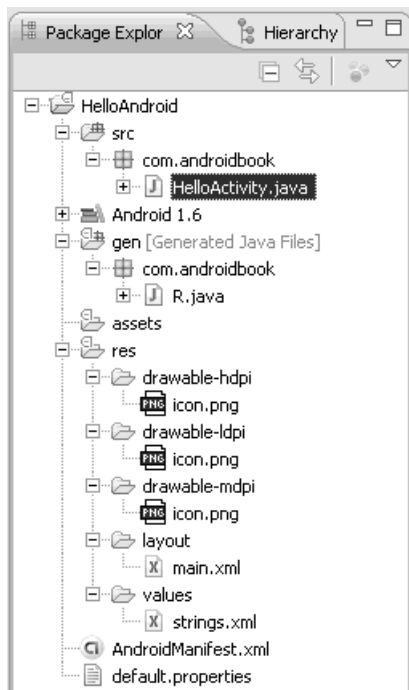 Package Explor Hierarchy
HelloAndroid
src
com.androidbook
J HelloActivity.java
Android 1.6
gen [Generated Java Files]
com.androidbook
J R.java
assets
res
drawable-hdpi
PNG icon.png
drawable-ldpi
PNG icon.png
drawable-mdpi
PNG icon.png
layout
X main.xml
values
X strings.xml
AndroidManifest.xml
default.properties